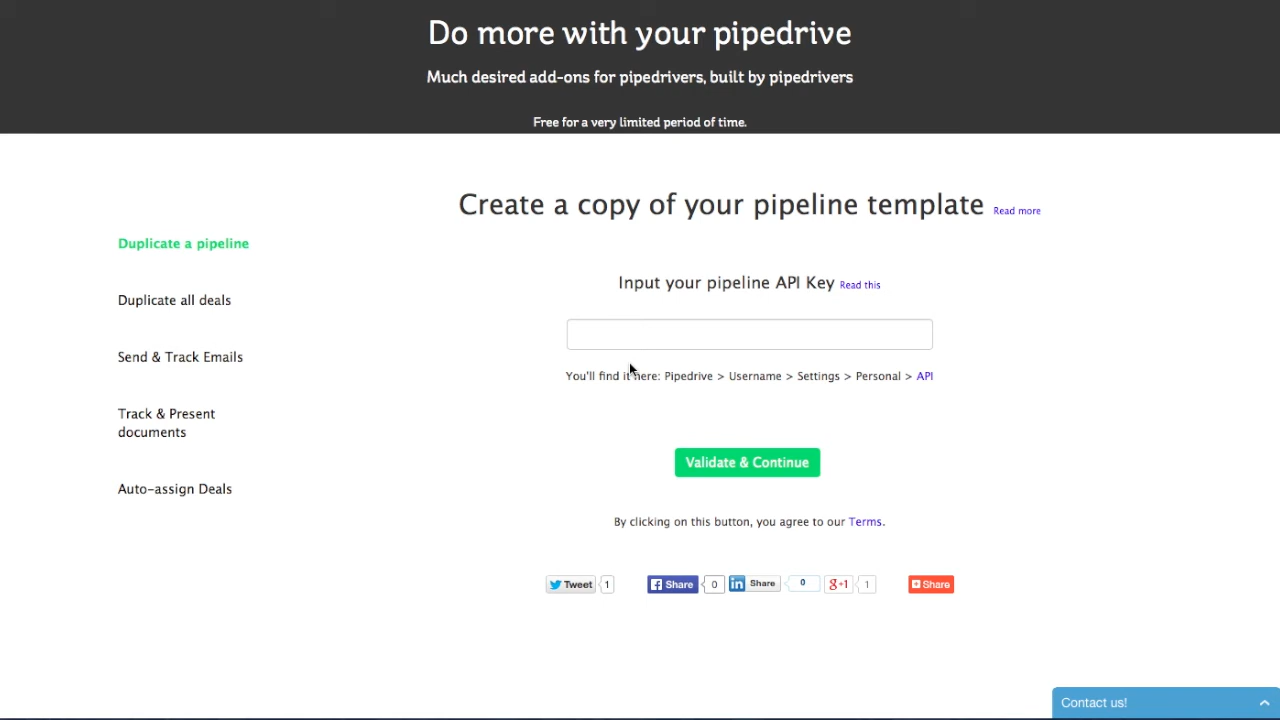 Do more with your pipedrive
Much desired add-ons for pipedrivers, built by pipedrivers
Free for a very limited period of time.
Create a copy of your pipeline template Read more
Duplicate a pipeline
Input your pipeline API Key Read this
Duplicate all deals
Send & Track Emails
You'll find it here: Pipedrive > Username > Settings > Personal > API
Track & Present
documents
Validate & Continue
Auto-assign Deals
By clicking on this button, you agree to our Terms.
Tweet 1 Share 0 in Share 0 g+1 1 Share
Contact us!